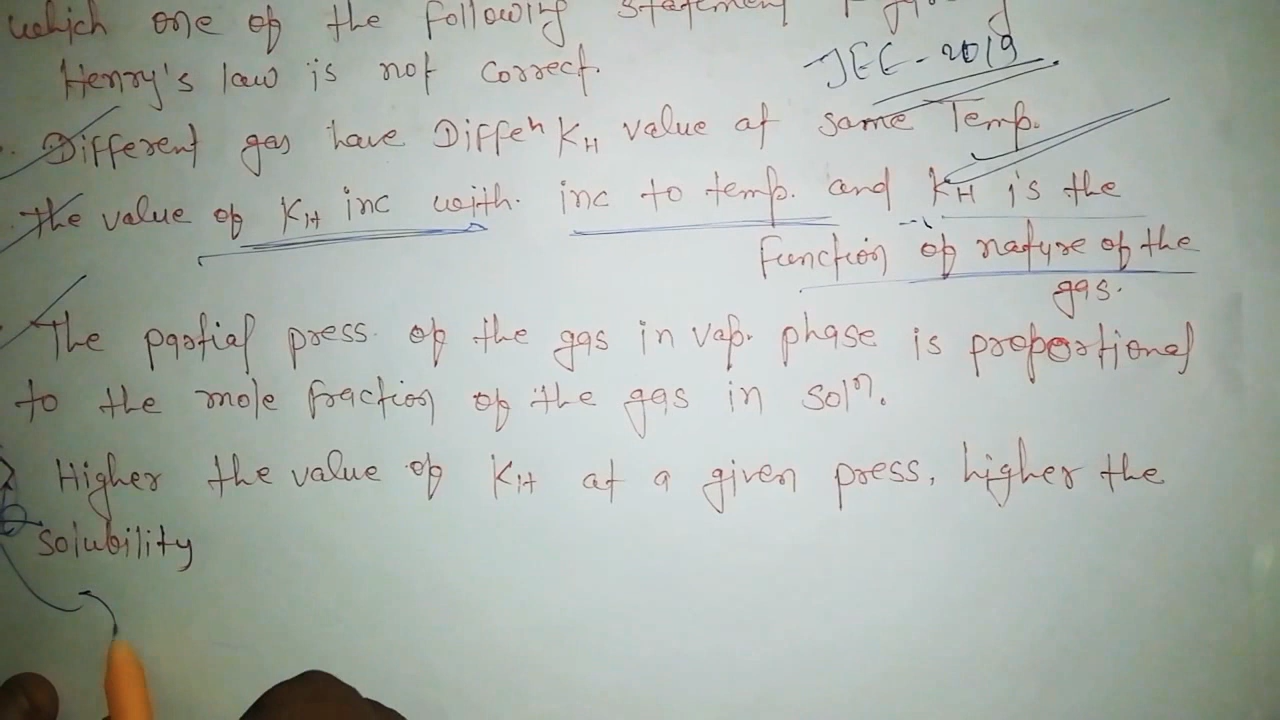 which one of the following statement
Henry's law is not correct.
JEE-2019
Different gas have Differn KH value at same Temp.
The value of KH inc with inc to temp. and KH is the
function of nature of the
gas.
The partial press. of the gas in vap. phase is proportional
to the mole fraction of the gas in solⁿ.
Higher the value of KH at a given press, higher the
solubility